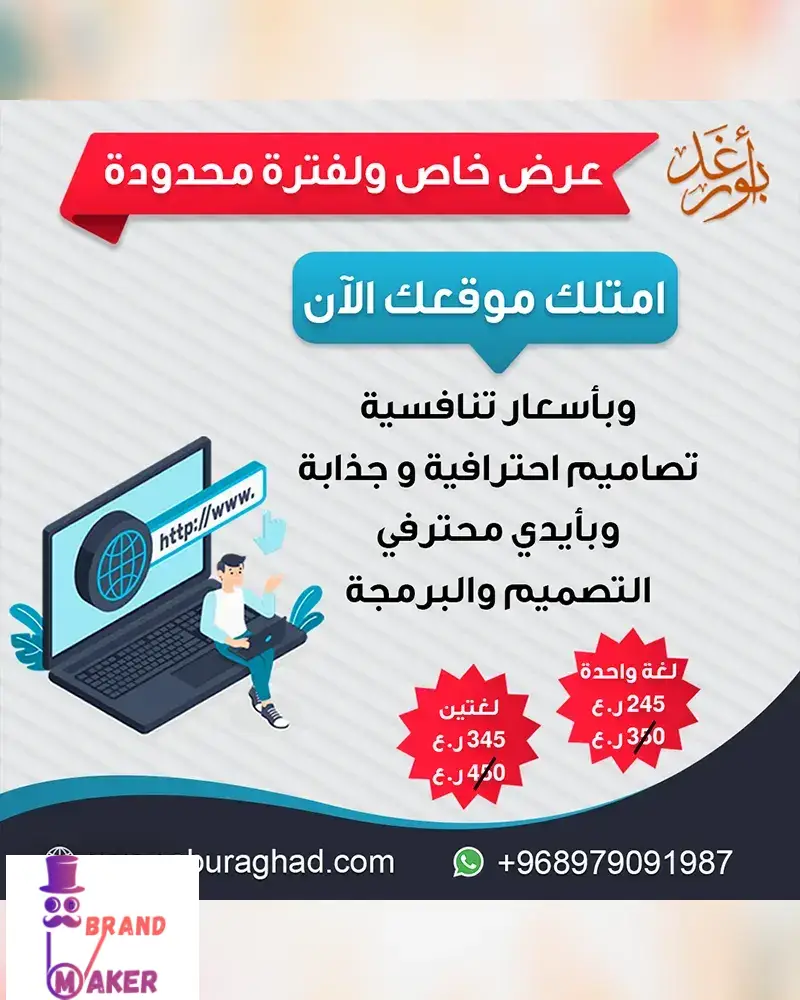 أبورغد
عرض خاص ولفترة محدودة
امتلك موقعك الآن
وبأسعار تنافسية
تصاميم احترافية و جذابة
وبأيدي محترفي
التصميم والبرمجة
http://www.
لغة واحدة
245 ر.ع
350 ر.ع
لغتين
345 ر.ع
450 ر.ع
+968979091987
buraghad.com
BRAND
MAKER